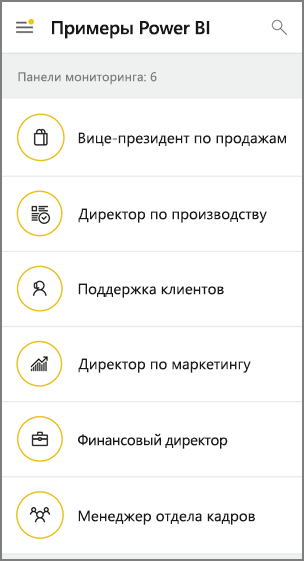 Примеры Power BI
Панели мониторинга: 6
Вице-президент по продажам
Директор по производству
Поддержка клиентов
Директор по маркетингу
Финансовый директор
Менеджер отдела кадров